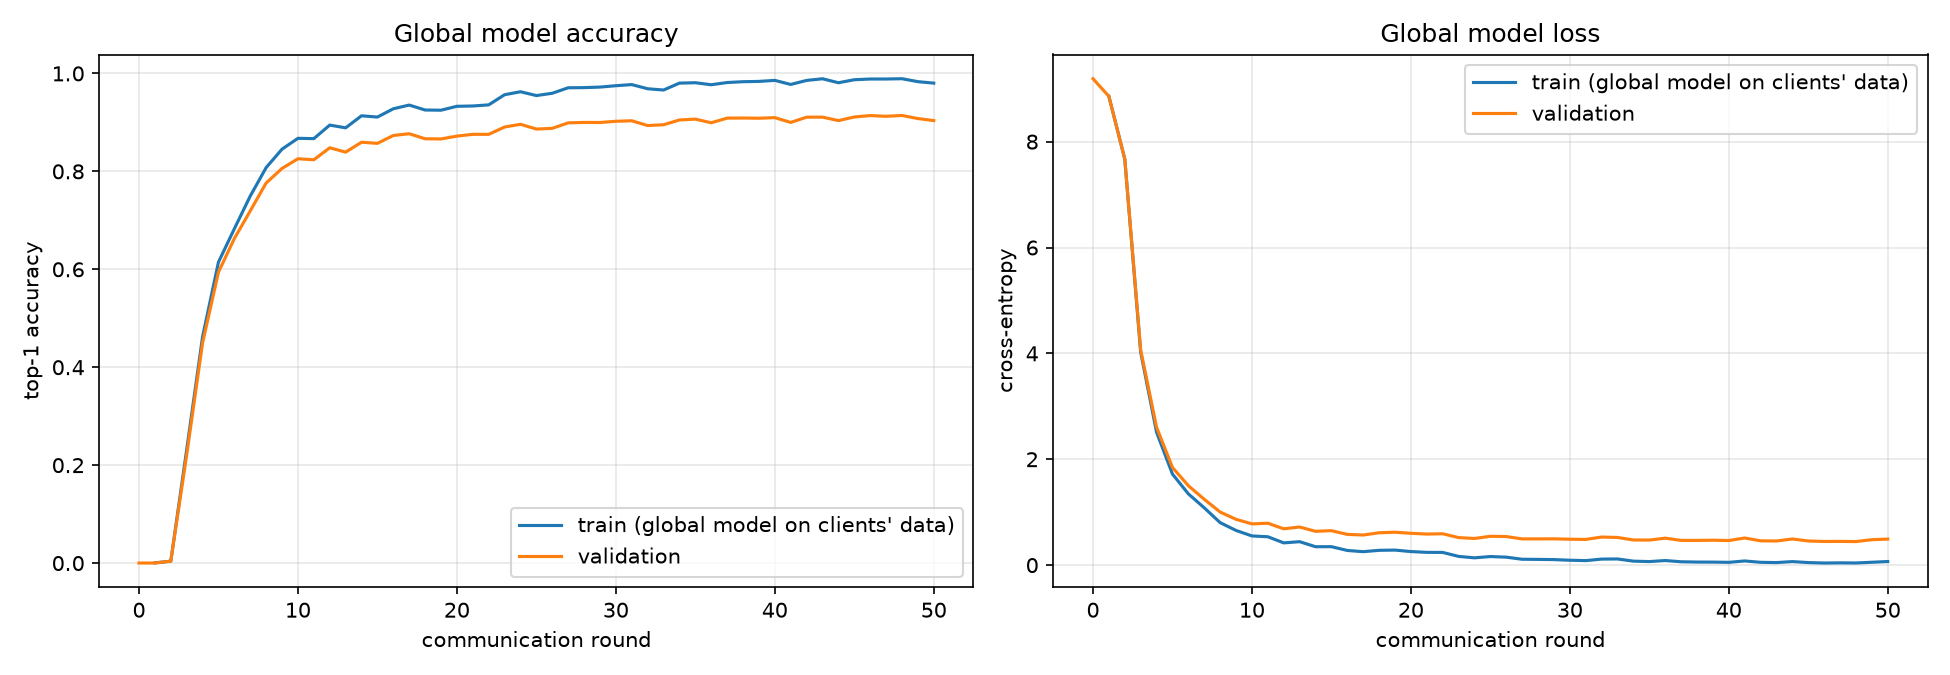 Global model accuracy
top-1 accuracy
1.0
0.8
0.6
0.4
0.2
0.0
train (global model on clients' data)
validation
0 10 20 30 40 50
communication round
Global model loss
cross-entropy
8
6
4
2
0
train (global model on clients' data)
validation
0 10 20 30 40 50
communication round